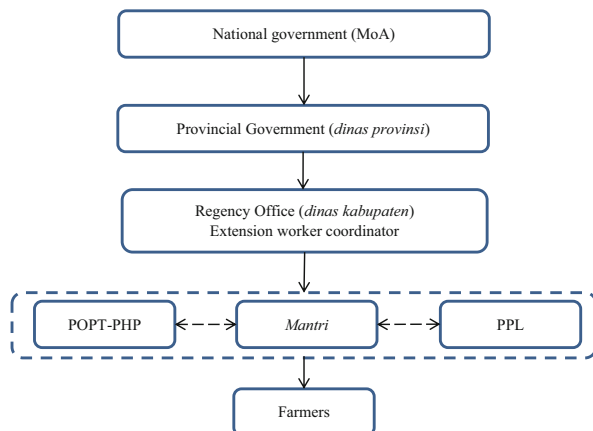 National government (MoA)
Provincial Government (dinas provinsi)
Regency Office (dinas kabupaten)
Extension worker coordinator
POPT-PHP
Mantri
PPL
Farmers